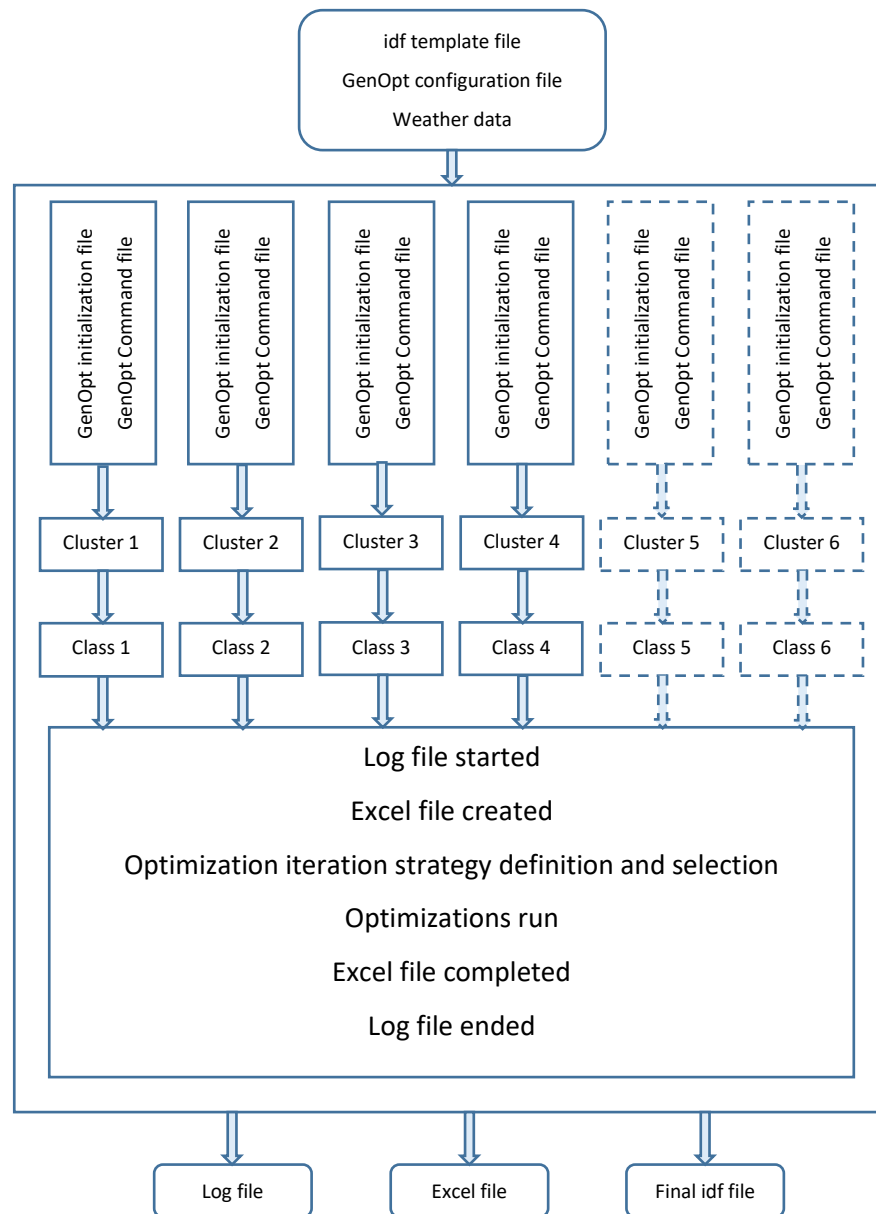 idf template file
GenOpt configuration file
Weather data
GenOpt initialization file
GenOpt Command file
GenOpt initialization file
GenOpt Command file
GenOpt initialization file
GenOpt Command file
GenOpt initialization file
GenOpt Command file
GenOpt initialization file
GenOpt Command file
GenOpt initialization file
GenOpt Command file
Cluster 1
Cluster 2
Cluster 3
Cluster 4
Cluster 5
Cluster 6
Class 1
Class 2
Class 3
Class 4
Class 5
Class 6
Log file started
Excel file created
Optimization iteration strategy definition and selection
Optimizations run
Excel file completed
Log file ended
Log file
Excel file
Final idf file